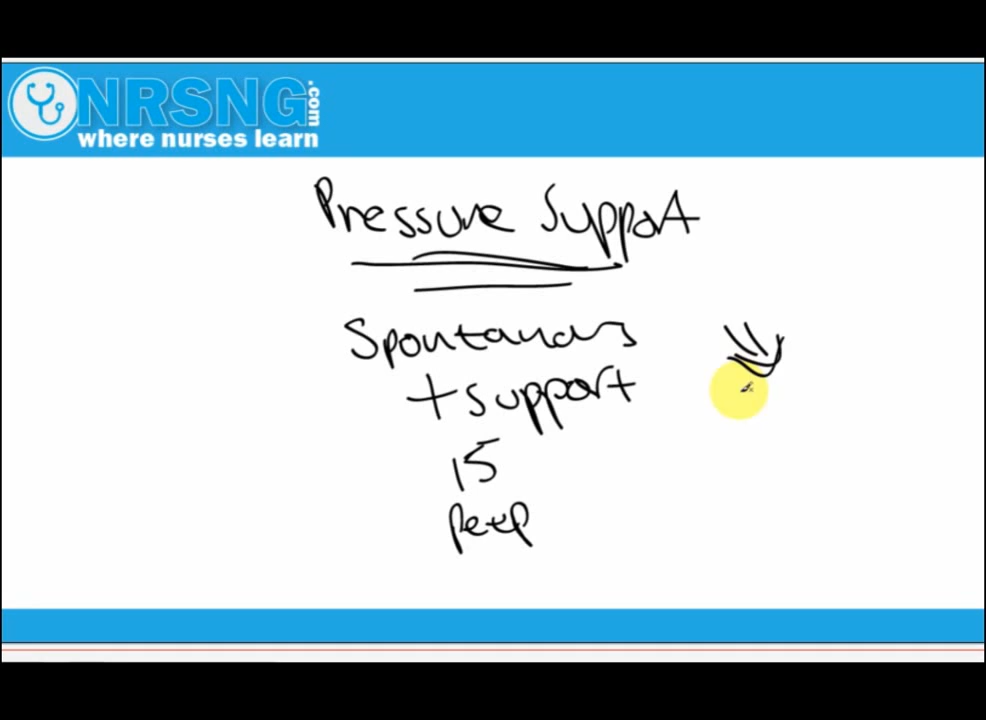 NRSNG.com
where nurses learn
Pressure Support
Spontaneous
+ support
15
peep